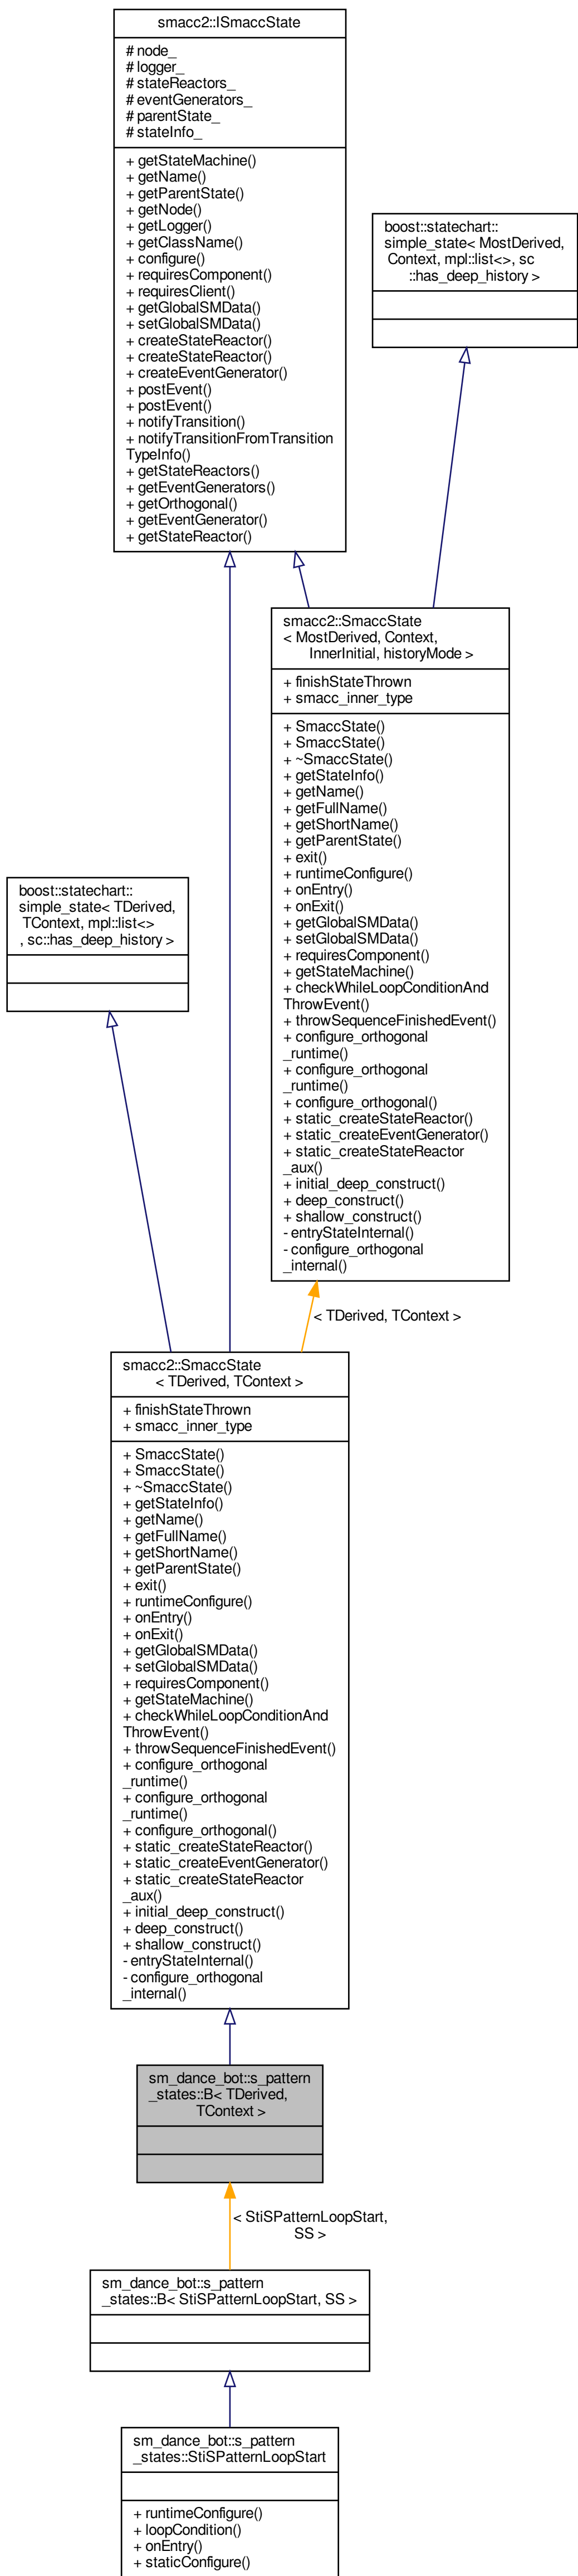 smacc2::ISmaccState
# node_
# logger_
# stateReactors_
# eventGenerators_
# parentState_
# stateInfo_
+ getStateMachine()
+ getName()
+ getParentState()
+ getNode()
+ getLogger()
+ getClassName()
+ configure()
+ requiresComponent()
+ requiresClient()
+ getGlobalSMData()
+ setGlobalSMData()
+ createStateReactor()
+ createStateReactor()
+ createEventGenerator()
+ postEvent()
+ postEvent()
+ notifyTransition()
+ notifyTransitionFromTransition
TypeInfo()
+ getStateReactors()
+ getEventGenerators()
+ getOrthogonal()
+ getEventGenerator()
+ getStateReactor()
boost::statechart::
simple_state< MostDerived,
Context, mpl::list<>, sc
::has_deep_history >
smacc2::SmaccState
< MostDerived, Context,
InnerInitial, historyMode >
+ finishStateThrown
+ smacc_inner_type
+ SmaccState()
+ SmaccState()
+ ~SmaccState()
+ getStateInfo()
+ getName()
+ getFullName()
+ getShortName()
+ getParentState()
+ exit()
+ runtimeConfigure()
+ onEntry()
+ onExit()
+ getGlobalSMData()
+ setGlobalSMData()
+ requiresComponent()
+ getStateMachine()
+ checkWhileLoopConditionAnd
ThrowEvent()
+ throwSequenceFinishedEvent()
+ configure_orthogonal
_runtime()
+ configure_orthogonal
_runtime()
+ configure_orthogonal()
+ static_createStateReactor()
+ static_createEventGenerator()
+ static_createStateReactor
_aux()
+ initial_deep_construct()
+ deep_construct()
+ shallow_construct()
- entryStateInternal()
- configure_orthogonal
_internal()
boost::statechart::
simple_state< TDerived,
TContext, mpl::list<>
, sc::has_deep_history >
< TDerived, TContext >
smacc2::SmaccState
< TDerived, TContext >
+ finishStateThrown
+ smacc_inner_type
+ SmaccState()
+ SmaccState()
+ ~SmaccState()
+ getStateInfo()
+ getName()
+ getFullName()
+ getShortName()
+ getParentState()
+ exit()
+ runtimeConfigure()
+ onEntry()
+ onExit()
+ getGlobalSMData()
+ setGlobalSMData()
+ requiresComponent()
+ getStateMachine()
+ checkWhileLoopConditionAnd
ThrowEvent()
+ throwSequenceFinishedEvent()
+ configure_orthogonal
_runtime()
+ configure_orthogonal
_runtime()
+ configure_orthogonal()
+ static_createStateReactor()
+ static_createEventGenerator()
+ static_createStateReactor
_aux()
+ initial_deep_construct()
+ deep_construct()
+ shallow_construct()
- entryStateInternal()
- configure_orthogonal
_internal()
sm_dance_bot::s_pattern
_states::B< TDerived,
TContext >
< StiSPatternLoopStart,
SS >
sm_dance_bot::s_pattern
_states::B< StiSPatternLoopStart, SS >
sm_dance_bot::s_pattern
_states::StiSPatternLoopStart
+ runtimeConfigure()
+ loopCondition()
+ onEntry()
+ staticConfigure()